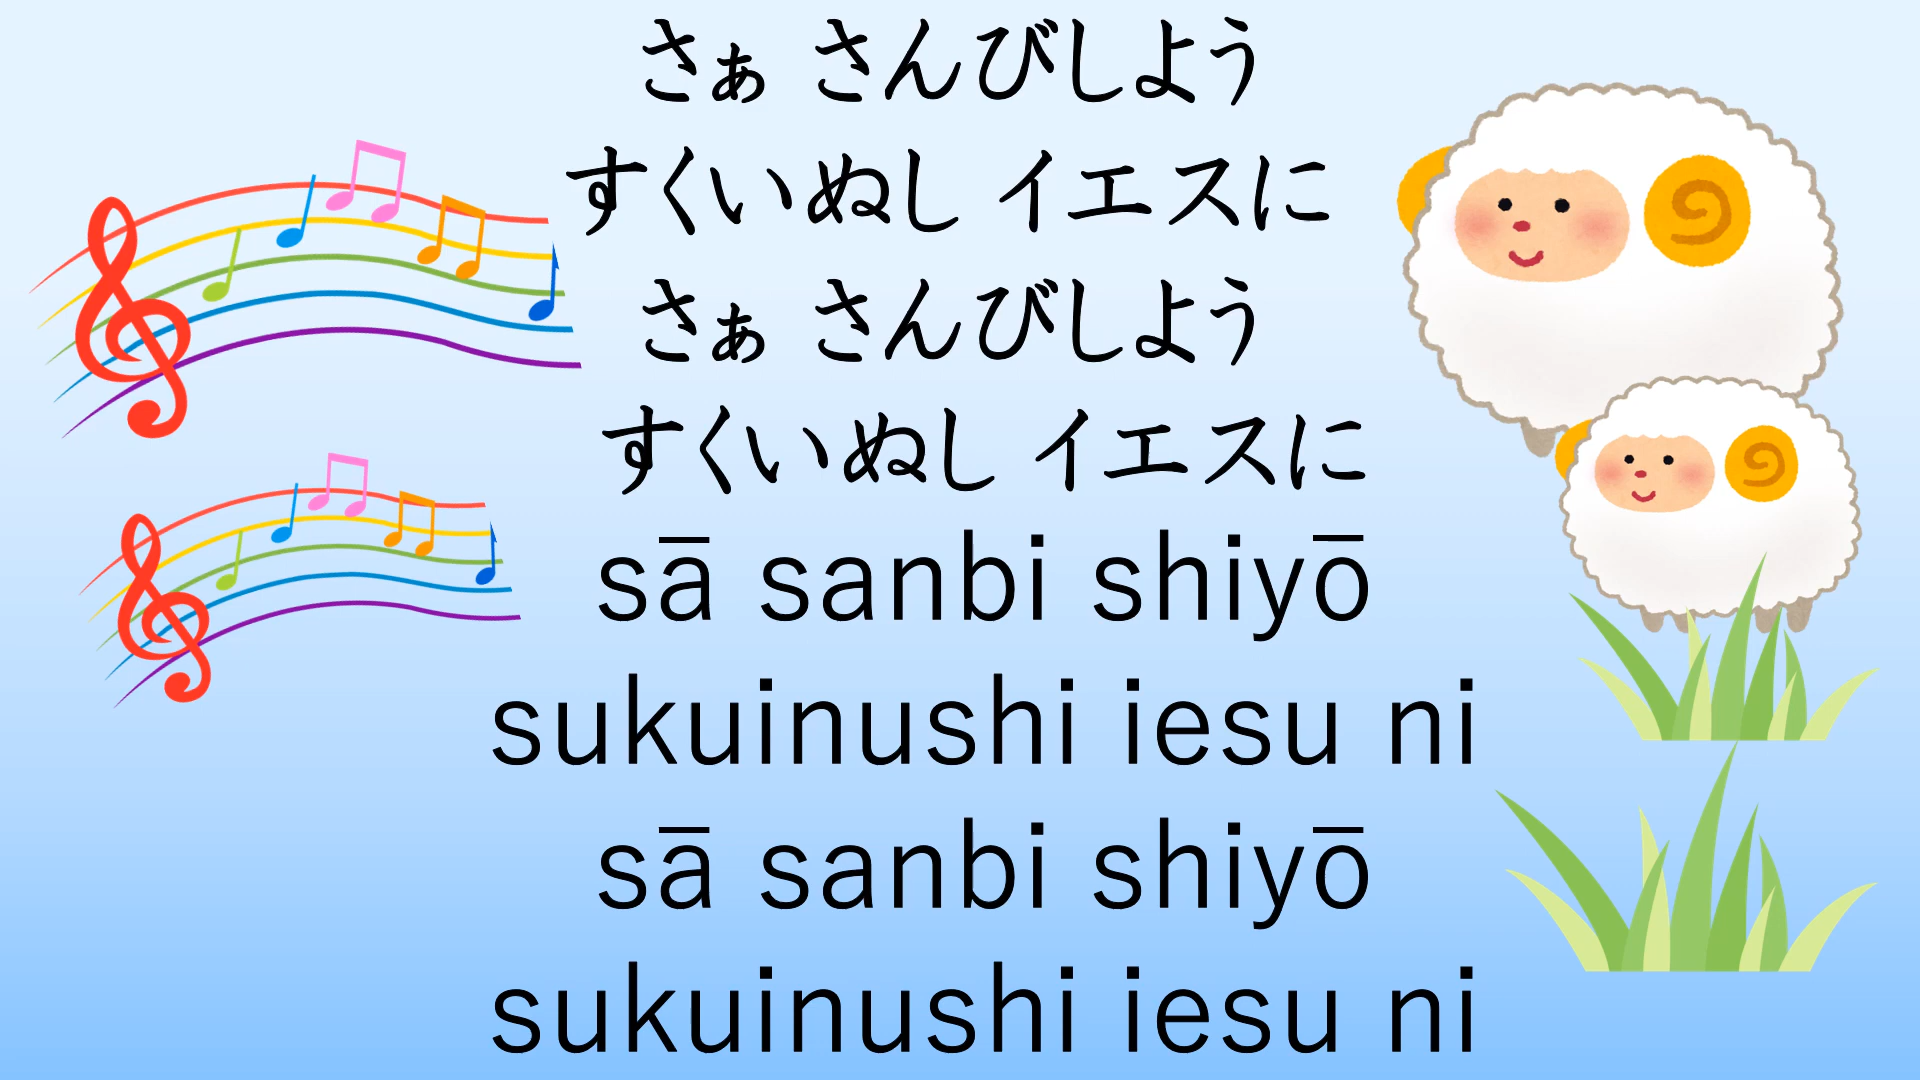 さぁ さんびしよう
すくいぬし イエスに
さぁ さんびしよう
すくいぬし イエスに
sā sanbi shiyō
sukuinushi iesu ni
sā sanbi shiyō
sukuinushi iesu ni